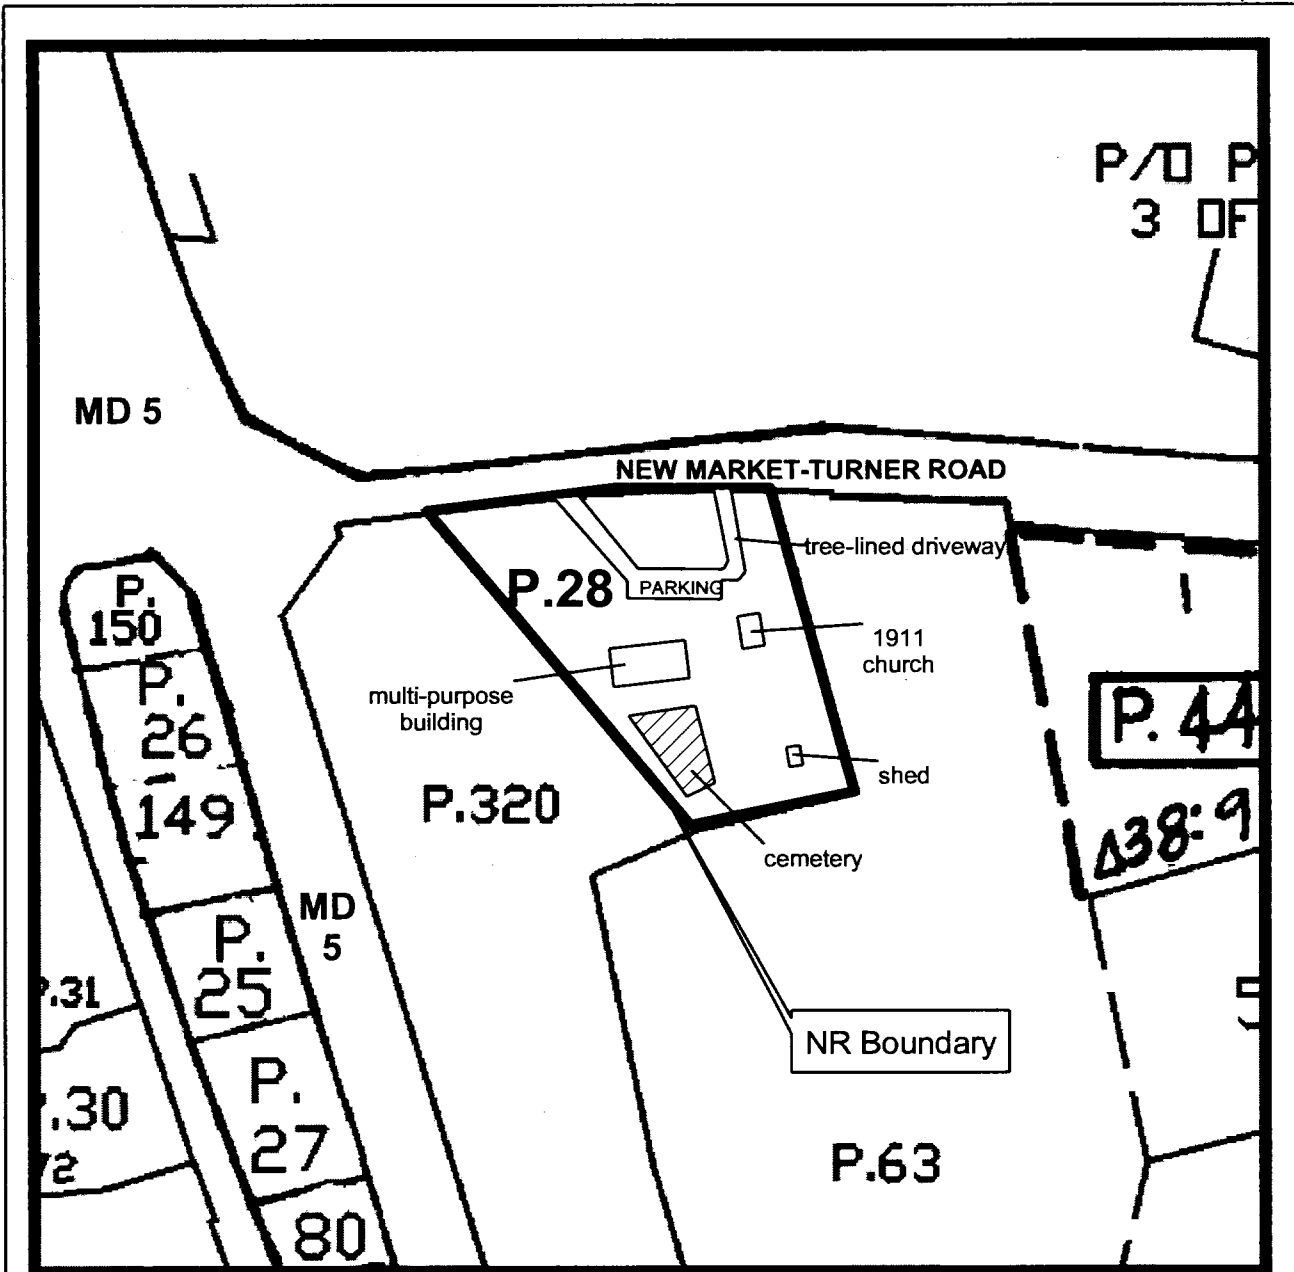 P/O P
3 OF
MD 5
NEW MARKET-TURNER ROAD
tree-lined driveway
P.28
PARKING
P.
150
1911
church
P.
26
149
multi-purpose
building
P. 44
shed
P.320
Δ38:9
cemetery
MD
5
P.
25
P.31
NR Boundary
P.
27
.30
P.63
80